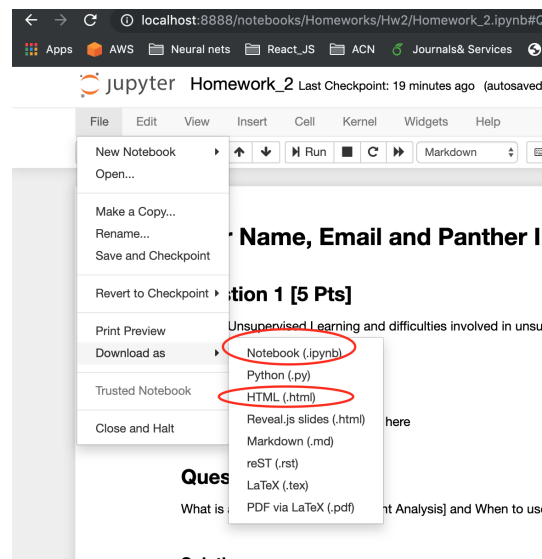 localhost:8888/notebooks/Homeworks/Hw2/Homework_2.ipynb#
Apps AWS Neural nets React_JS ACN Journals& Services
jupyter Homework_2 Last Checkpoint: 19 minutes ago (autosaved
File Edit View Insert Cell Kernel Widgets Help
Run Markdown
New Notebook
Open...
Make a Copy...
Rename...
Save and Checkpoint
Revert to Checkpoint
Print Preview
Download as
Trusted Notebook
Close and Halt
Notebook (.ipynb)
Python (.py)
HTML (.html)
Reveal.js slides (.html)
Markdown (.md)
reST (.rst)
LaTeX (.tex)
PDF via LaTeX (.pdf)
Name, Email and Panther I
tion 1 [5 Pts]
Unsupervised Learning and difficulties involved in unsu
here
Ques
What is
nt Analysis] and When to use